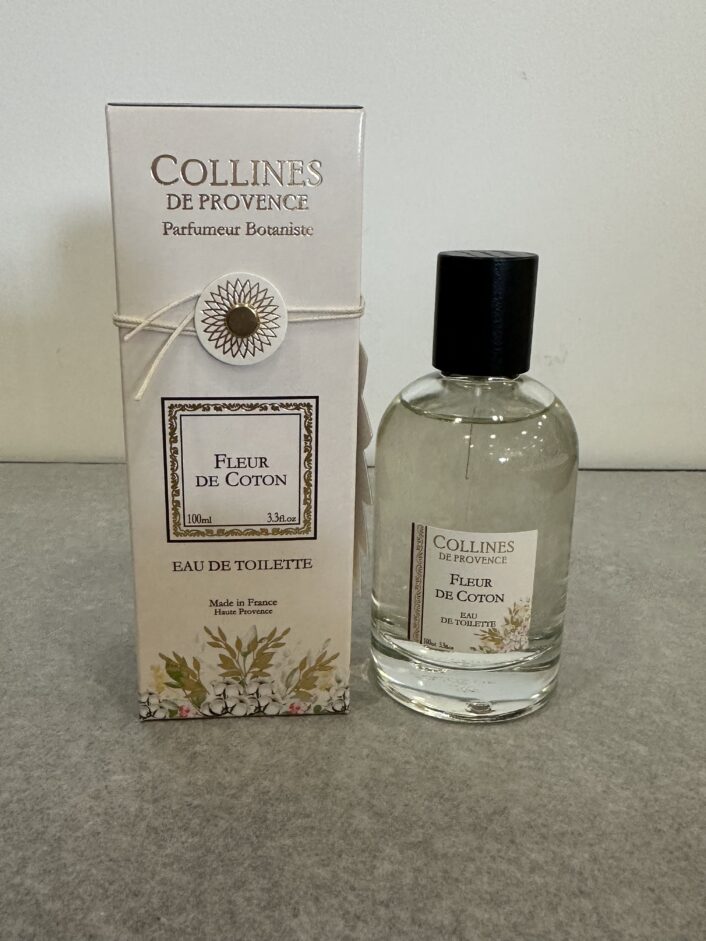 COLLINES
DE PROVENCE
Parfumeur Botaniste
FLEUR
DE COTON
100ml 3.3fl.oz
EAU DE TOILETTE
Made in France
Haute Provence
COLLINES
DE PROVENCE
FLEUR
DE COTON
EAU
DE TOILETTE
100ml